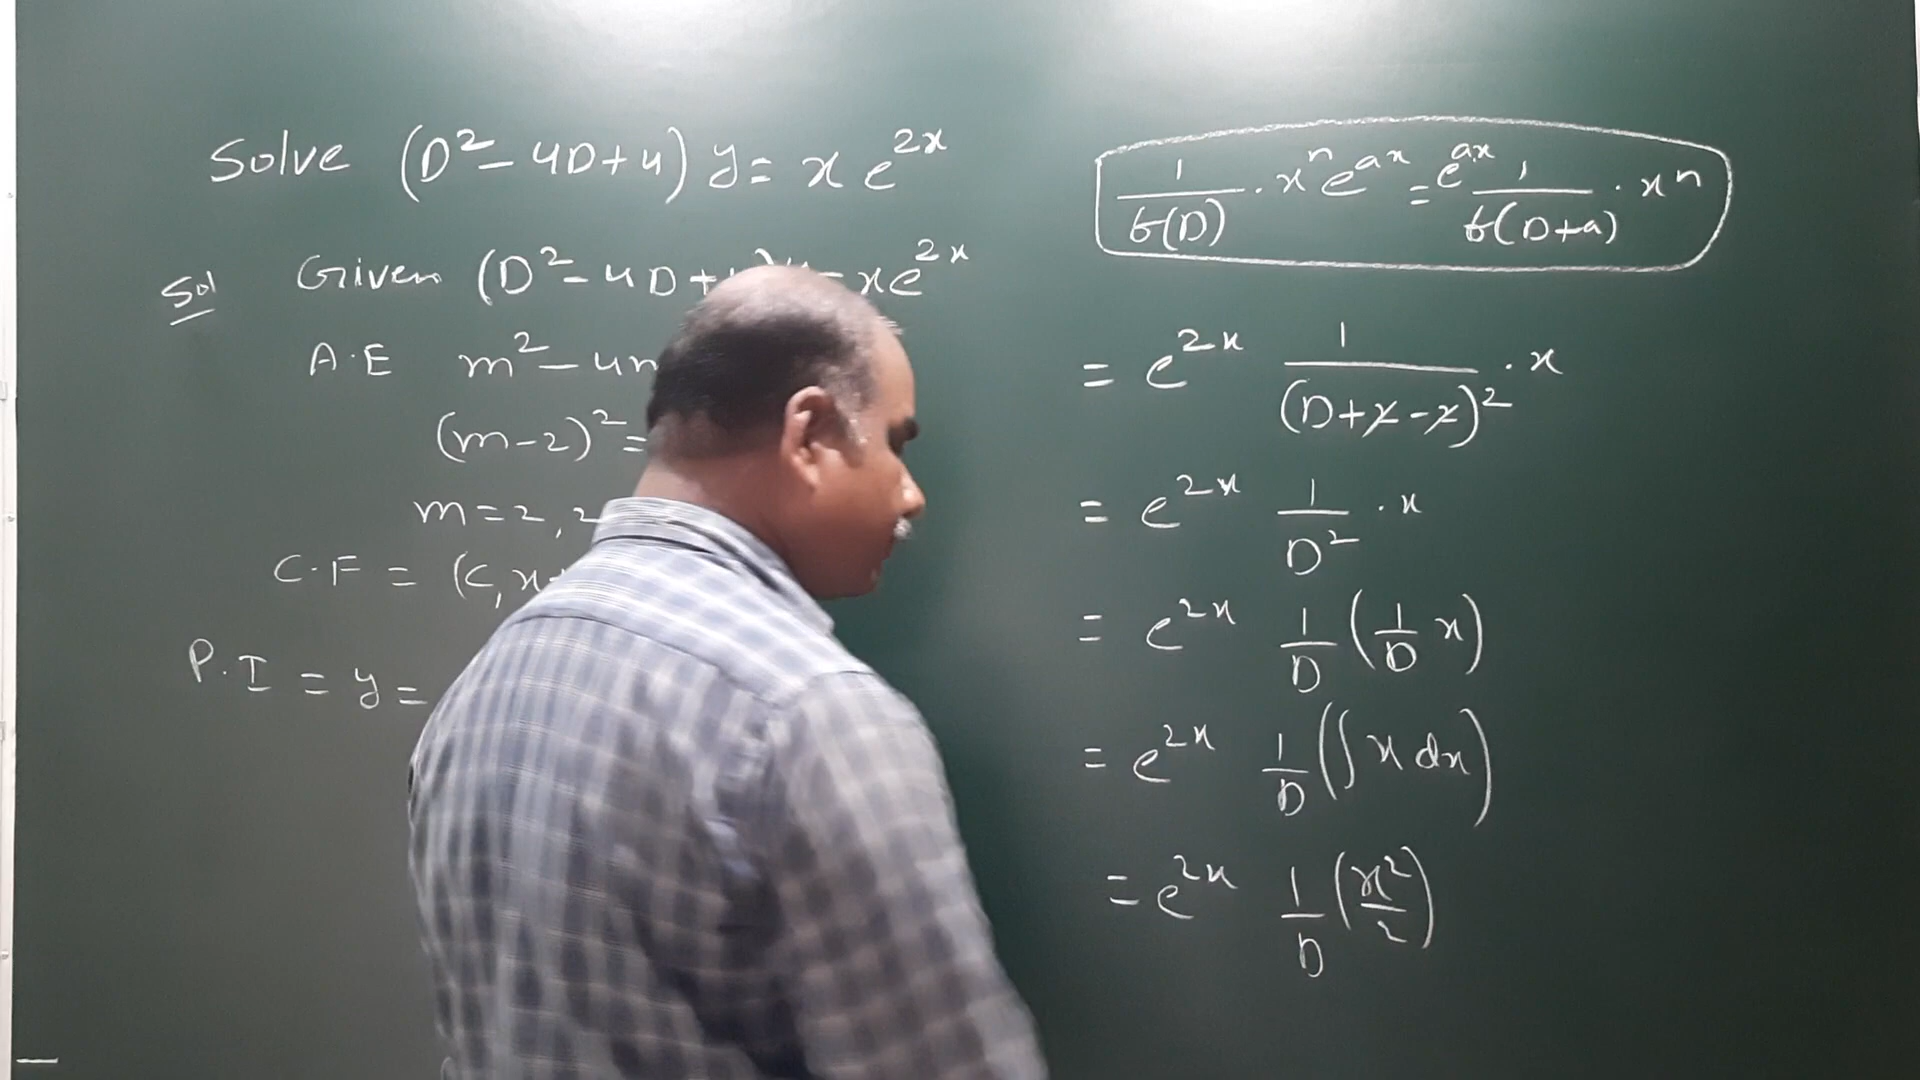 Solve (D² - 4D + 4) y = x e^{2x}
Sol Given (D² - 4D + = xe^{2x}
A.E m² - 4m
(m-2)² =
m = 2, 2
C.F = (c₁x
P.I = y =
1/f(D) . xⁿ e^{ax} = e^{ax} 1/f(D+a) . xⁿ
= e^{2x} 1/(D+2-2)² . x
= e^{2x} 1/D² . x
= e^{2x} 1/D (1/D x)
= e^{2x} 1/D (∫ x dx)
= e^{2x} 1/D (x²/2)